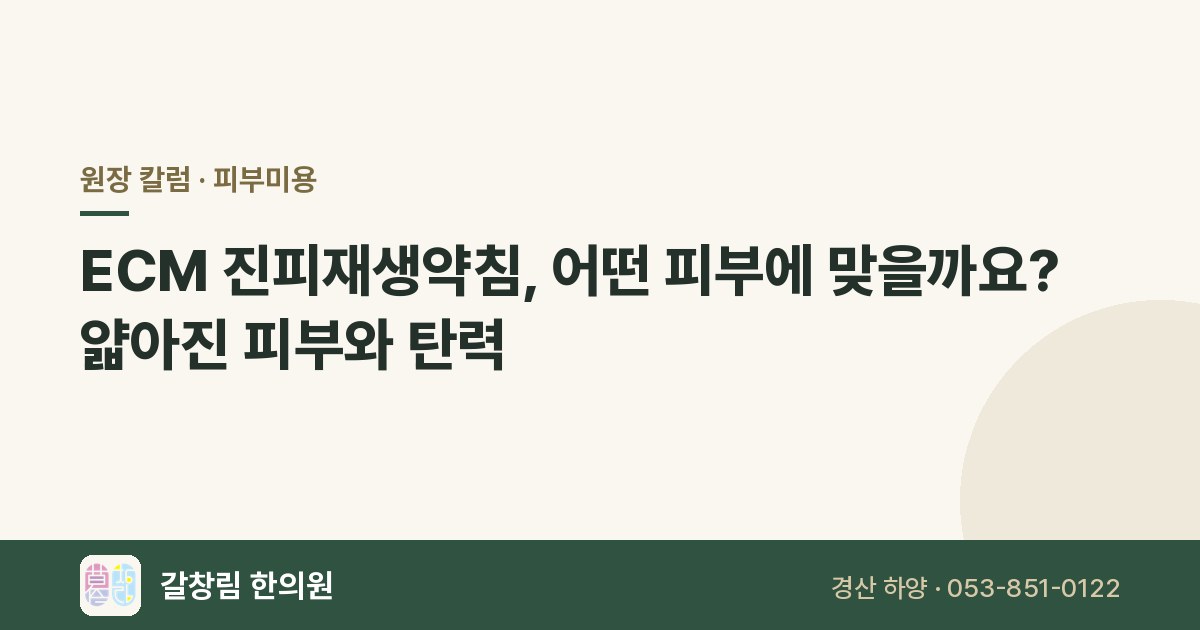 원장 칼럼 · 피부미용
ECM 진피재생약침, 어떤 피부에 맞을까요?
얇아진 피부와 탄력
갈창림 한의원
경산 하양 · 053-851-0122